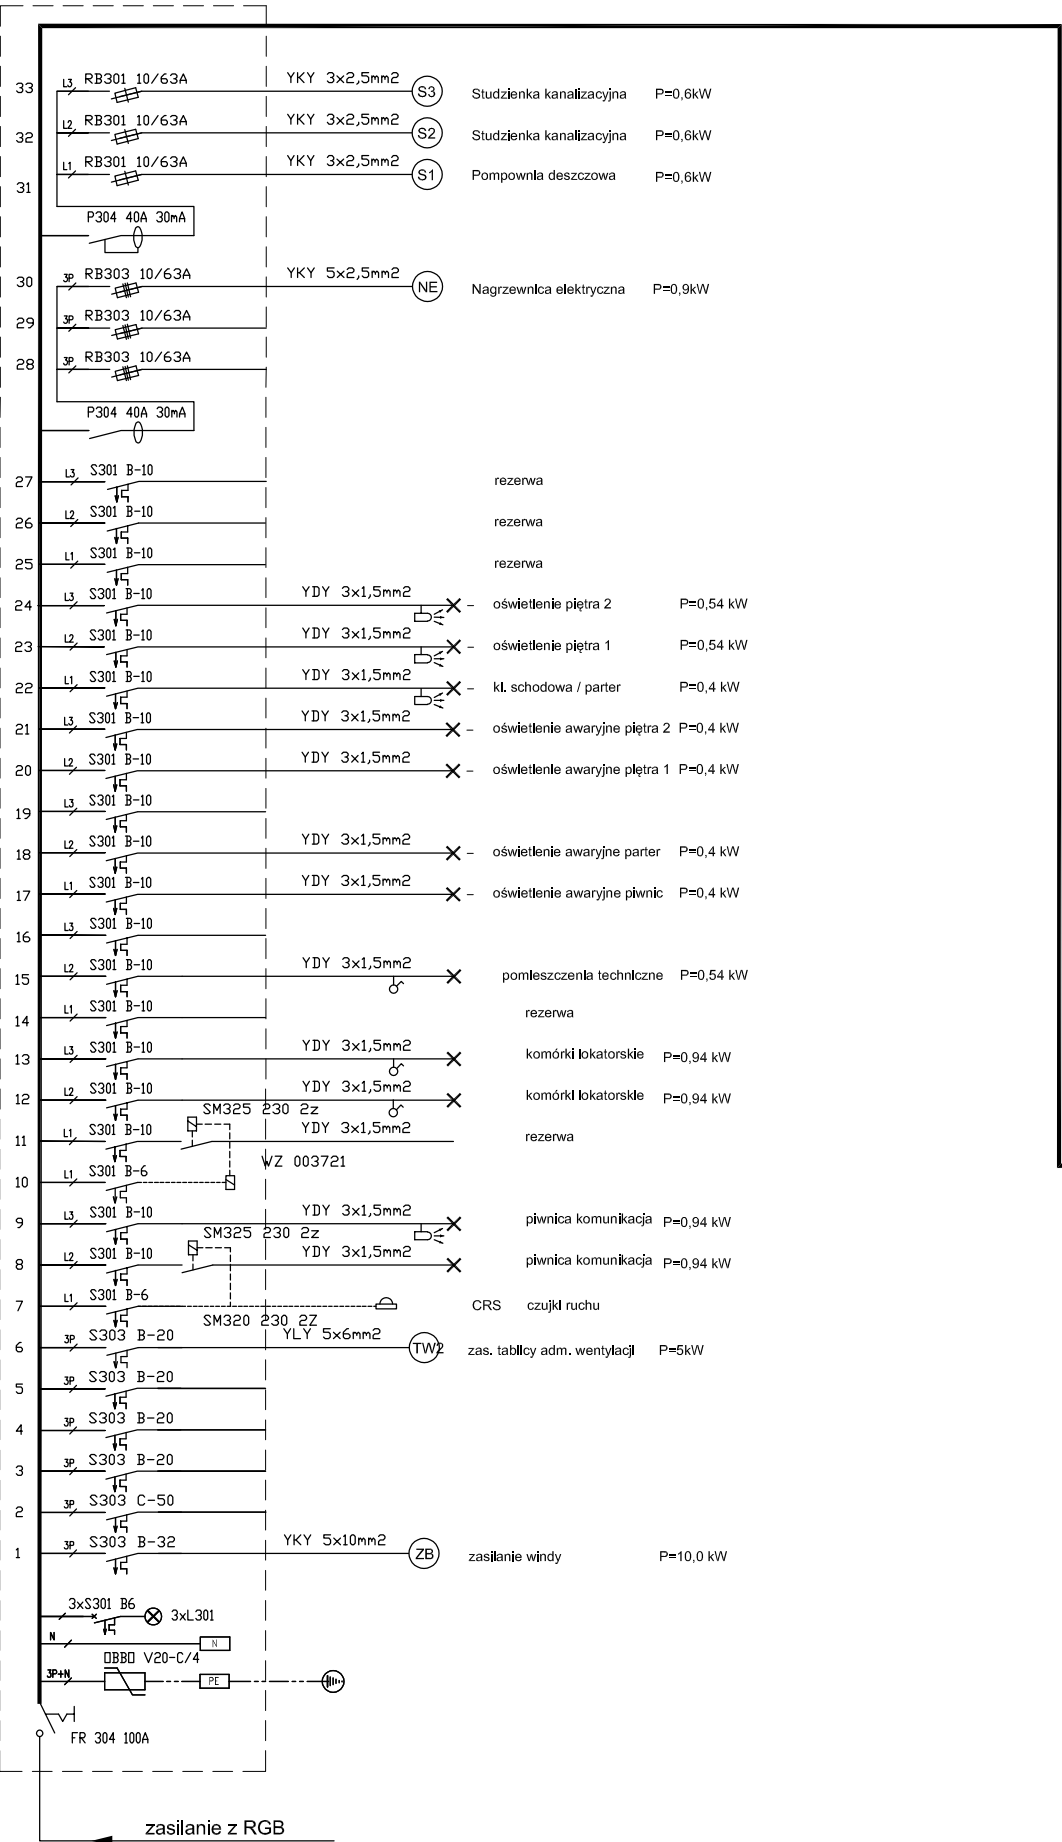 33 L3 RB301 10/63A YKY 3x2,5mm2 S3 Studzienka kanalizacyjna P=0,6kW
32 L2 RB301 10/63A YKY 3x2,5mm2 S2 Studzienka kanalizacyjna P=0,6kW
31 L1 RB301 10/63A YKY 3x2,5mm2 S1 Pompownia deszczowa P=0,6kW
P304 40A 30mA
30 3P RB303 10/63A YKY 5x2,5mm2 NE Nagrzewnica elektryczna P=0,9kW
29 3P RB303 10/63A
28 3P RB303 10/63A
P304 40A 30mA
27 L3 S301 B-10 rezerwa
26 L2 S301 B-10 rezerwa
25 L1 S301 B-10 rezerwa
24 L3 S301 B-10 YDY 3x1,5mm2 – oświetlenie piętra 2 P=0,54 kW
23 L2 S301 B-10 YDY 3x1,5mm2 – oświetlenie piętra 1 P=0,54 kW
22 L1 S301 B-10 YDY 3x1,5mm2 – kl. schodowa / parter P=0,4 kW
21 L3 S301 B-10 YDY 3x1,5mm2 – oświetlenie awaryjne piętra 2 P=0,4 kW
20 L2 S301 B-10 YDY 3x1,5mm2 – oświetlenie awaryjne piętra 1 P=0,4 kW
19 L3 S301 B-10
18 L2 S301 B-10 YDY 3x1,5mm2 – oświetlenie awaryjne parter P=0,4 kW
17 L1 S301 B-10 YDY 3x1,5mm2 – oświetlenie awaryjne piwnic P=0,4 kW
16 L3 S301 B-10
15 L2 S301 B-10 YDY 3x1,5mm2 pomieszczenia techniczne P=0,54 kW
14 L1 S301 B-10 rezerwa
13 L3 S301 B-10 YDY 3x1,5mm2 komórki lokatorskie P=0,94 kW
12 L2 S301 B-10 YDY 3x1,5mm2 komórki lokatorskie P=0,94 kW
SM325 230 2z
11 L1 S301 B-10 YDY 3x1,5mm2 rezerwa
WZ 003721
10 L1 S301 B-6
9 L3 S301 B-10 YDY 3x1,5mm2 piwnica komunikacja P=0,94 kW
SM325 230 2z
8 L2 S301 B-10 YDY 3x1,5mm2 piwnica komunikacja P=0,94 kW
7 L1 S301 B-6 CRS czujki ruchu
SM320 230 2Z
6 3P S303 B-20 YLY 5x6mm2 TW2 zas. tablicy adm. wentylacji P=5kW
5 3P S303 B-20
4 3P S303 B-20
3 3P S303 B-20
2 3P S303 C-50
1 3P S303 B-32 YKY 5x10mm2 ZB zasilanie windy P=10,0 kW
3xS301 B6 3xL301
N N
OBBO V20-C/4
3P+N PE
FR 304 100A
zasilanie z RGB